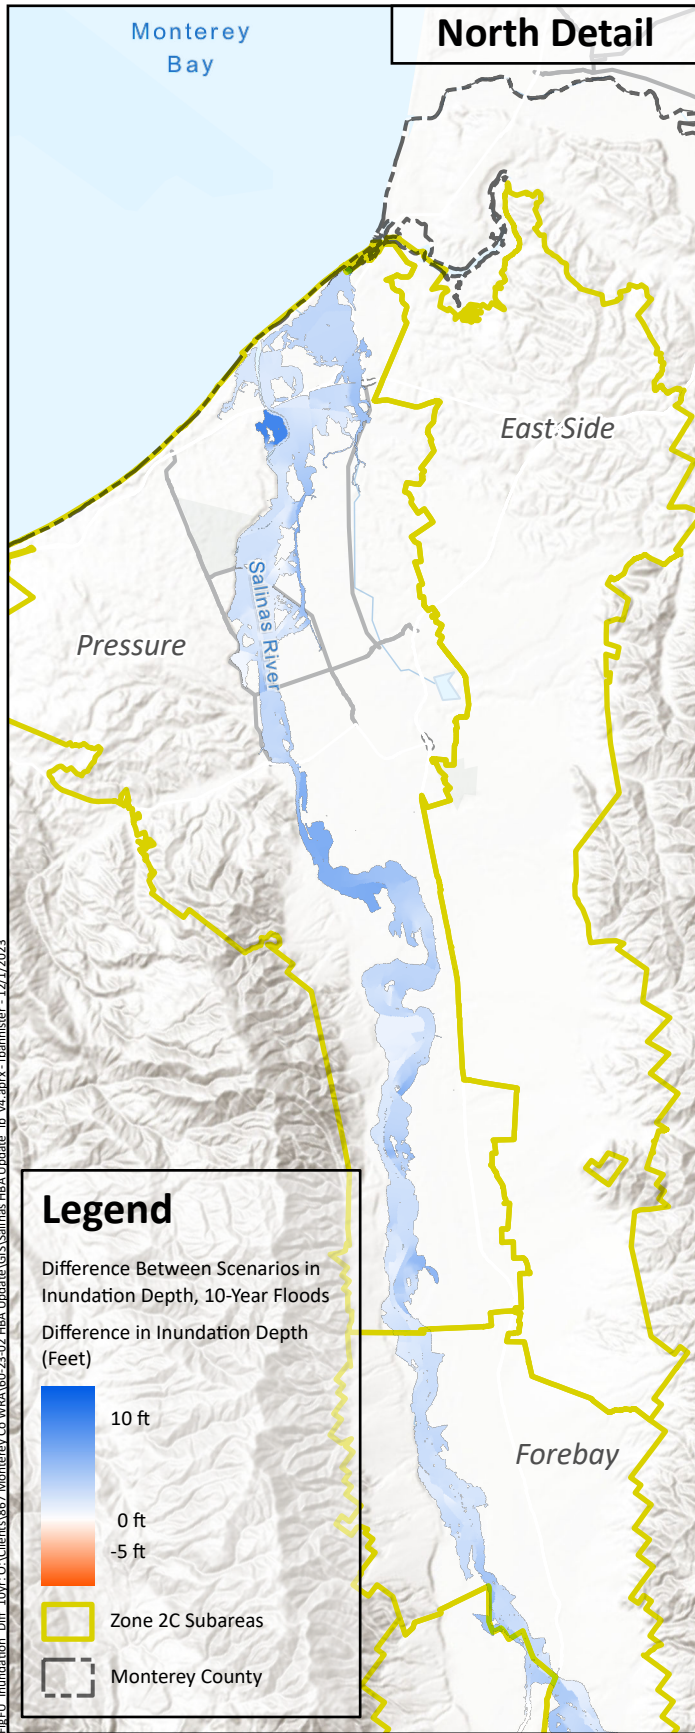 North Detail
Monterey
Bay
East Side
Salinas River
Pressure
Legend
Difference Between Scenarios in
Inundation Depth, 10-Year Floods
Difference in Inundation Depth
(Feet)
10 ft
0 ft
-5 ft
Zone 2C Subareas
Monterey County
Forebay